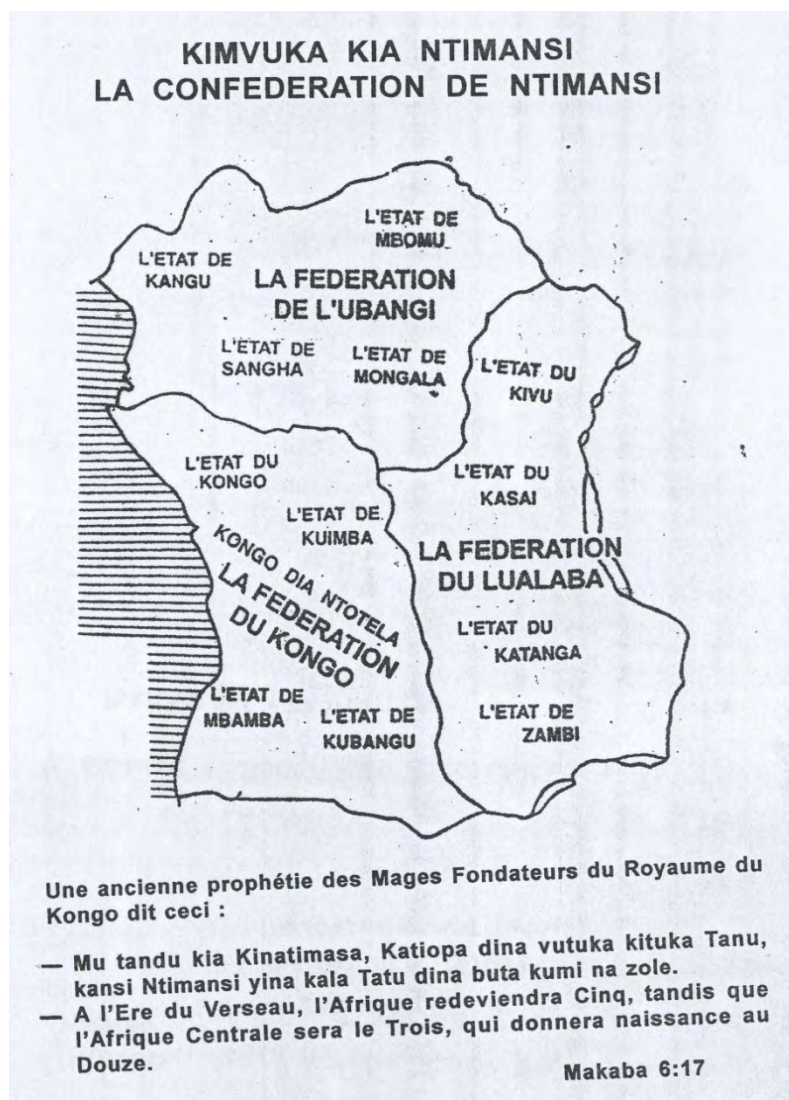 KIMVUKA KIA NTIMANSI
LA CONFEDERATION DE NTIMANSI
L'ETAT DE
MBOMU
L'ETAT DE
KANGU
LA FEDERATION
DE L'UBANGI
L'ETAT DE
SANGHA
L'ETAT DE
MONGALA
L'ETAT DU
KIVU
L'ETAT DU
KONGO
L'ETAT DU
KASAI
L'ETAT DE
KUIMBA
KONGO DIA NTOTELA
LA FEDERATION
DU KONGO
LA FEDERATION
DU LUALABA
L'ETAT DU
KATANGA
L'ETAT DE
MBAMBA
L'ETAT DE
KUBANGU
L'ETAT DE
ZAMBI
Une ancienne prophétie des Mages Fondateurs du Royaume du
Kongo dit ceci :
— Mu tandu kia Kinatimasa, Katiopa dina vutuka kituka Tanu,
kansi Ntimansi yina kala Tatu dina buta kumi na zole.
— A l'Ere du Verseau, l'Afrique redeviendra Cinq, tandis que
l'Afrique Centrale sera le Trois, qui donnera naissance au
Douze.
Makaba 6:17